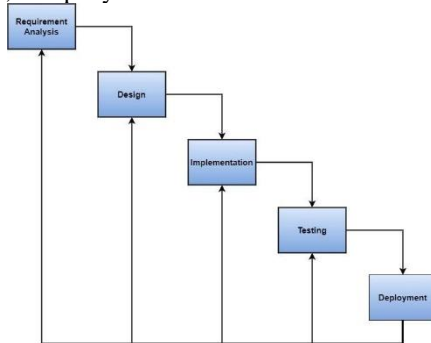 Requirement
Analysis
Design
Implementation
Testing
Deployment